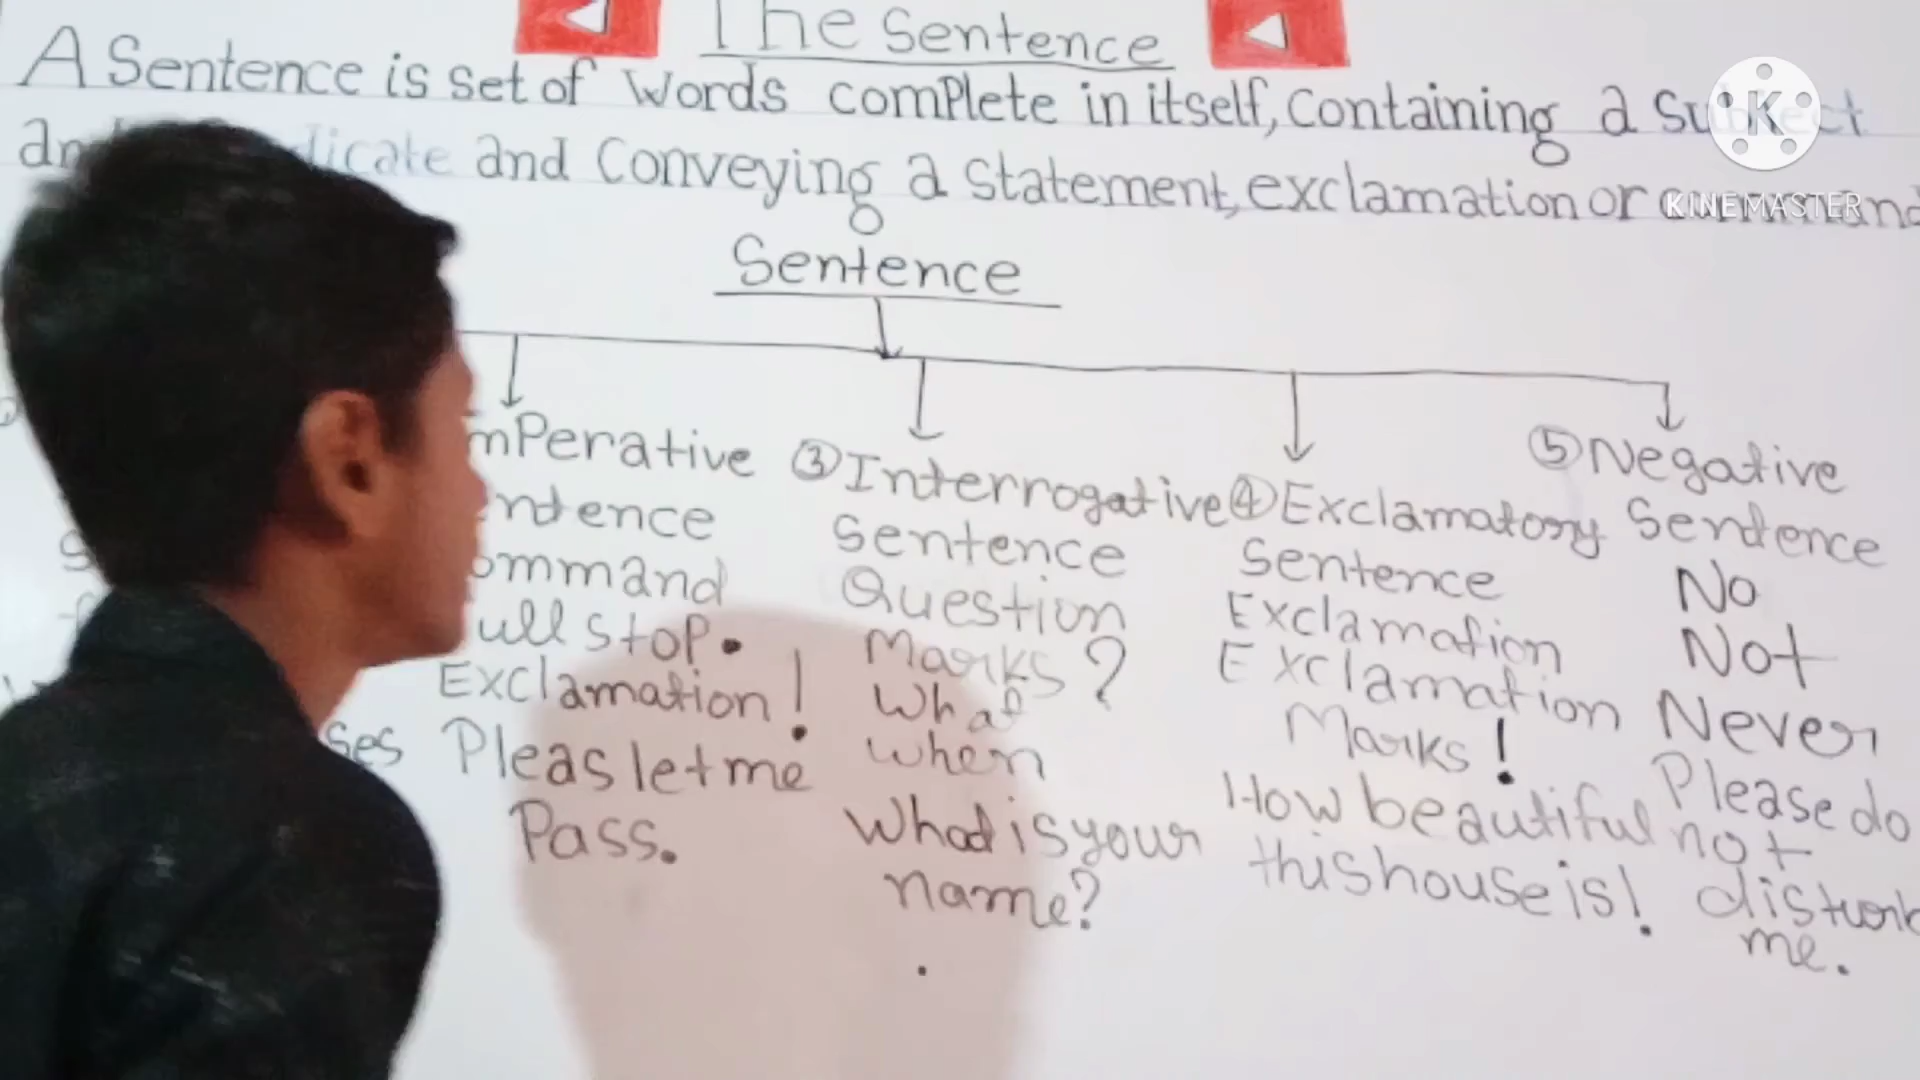 The Sentence
A Sentence is set of words complete in itself, Containing a Subject
and dicate and Conveying a Statement, exclamation or command
K
KINEMASTER
Sentence
mPerative
ntence
ommand
ull stop.
Exclamation!
ses Pleas let me
Pass.
③ Interrogative
Sentence
Question
Marks?
What
when
What is your
name?
④ Exclamatory
Sentence
Exclamation
Exclamation
Marks!
How beautiful
this house is!
⑤ Negative
Sentence
No
Not
Never
Please do
not
disturb
me.